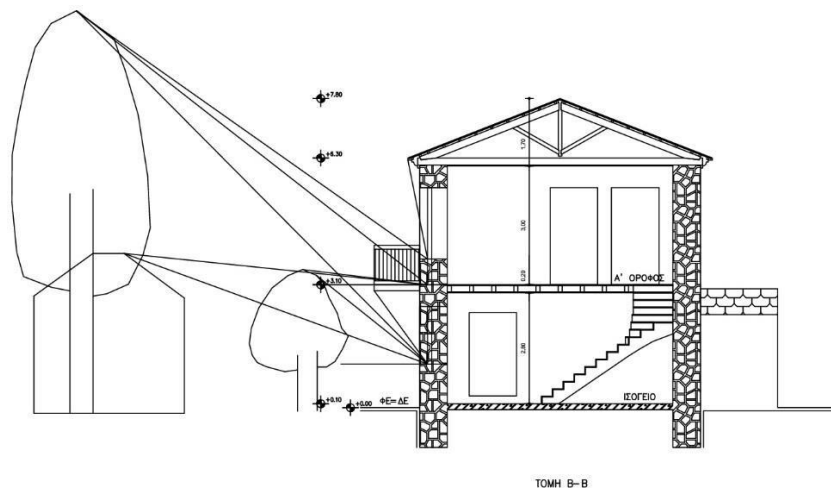 +7.80
1,70
+6.30
3,00
Α' ΟΡΟΦΟΣ
0,20
+3.10
2,80
ΙΣΟΓΕΙΟ
+0.10
ΦΕ=ΔΕ
+0.00
ΤΟΜΗ Β-Β